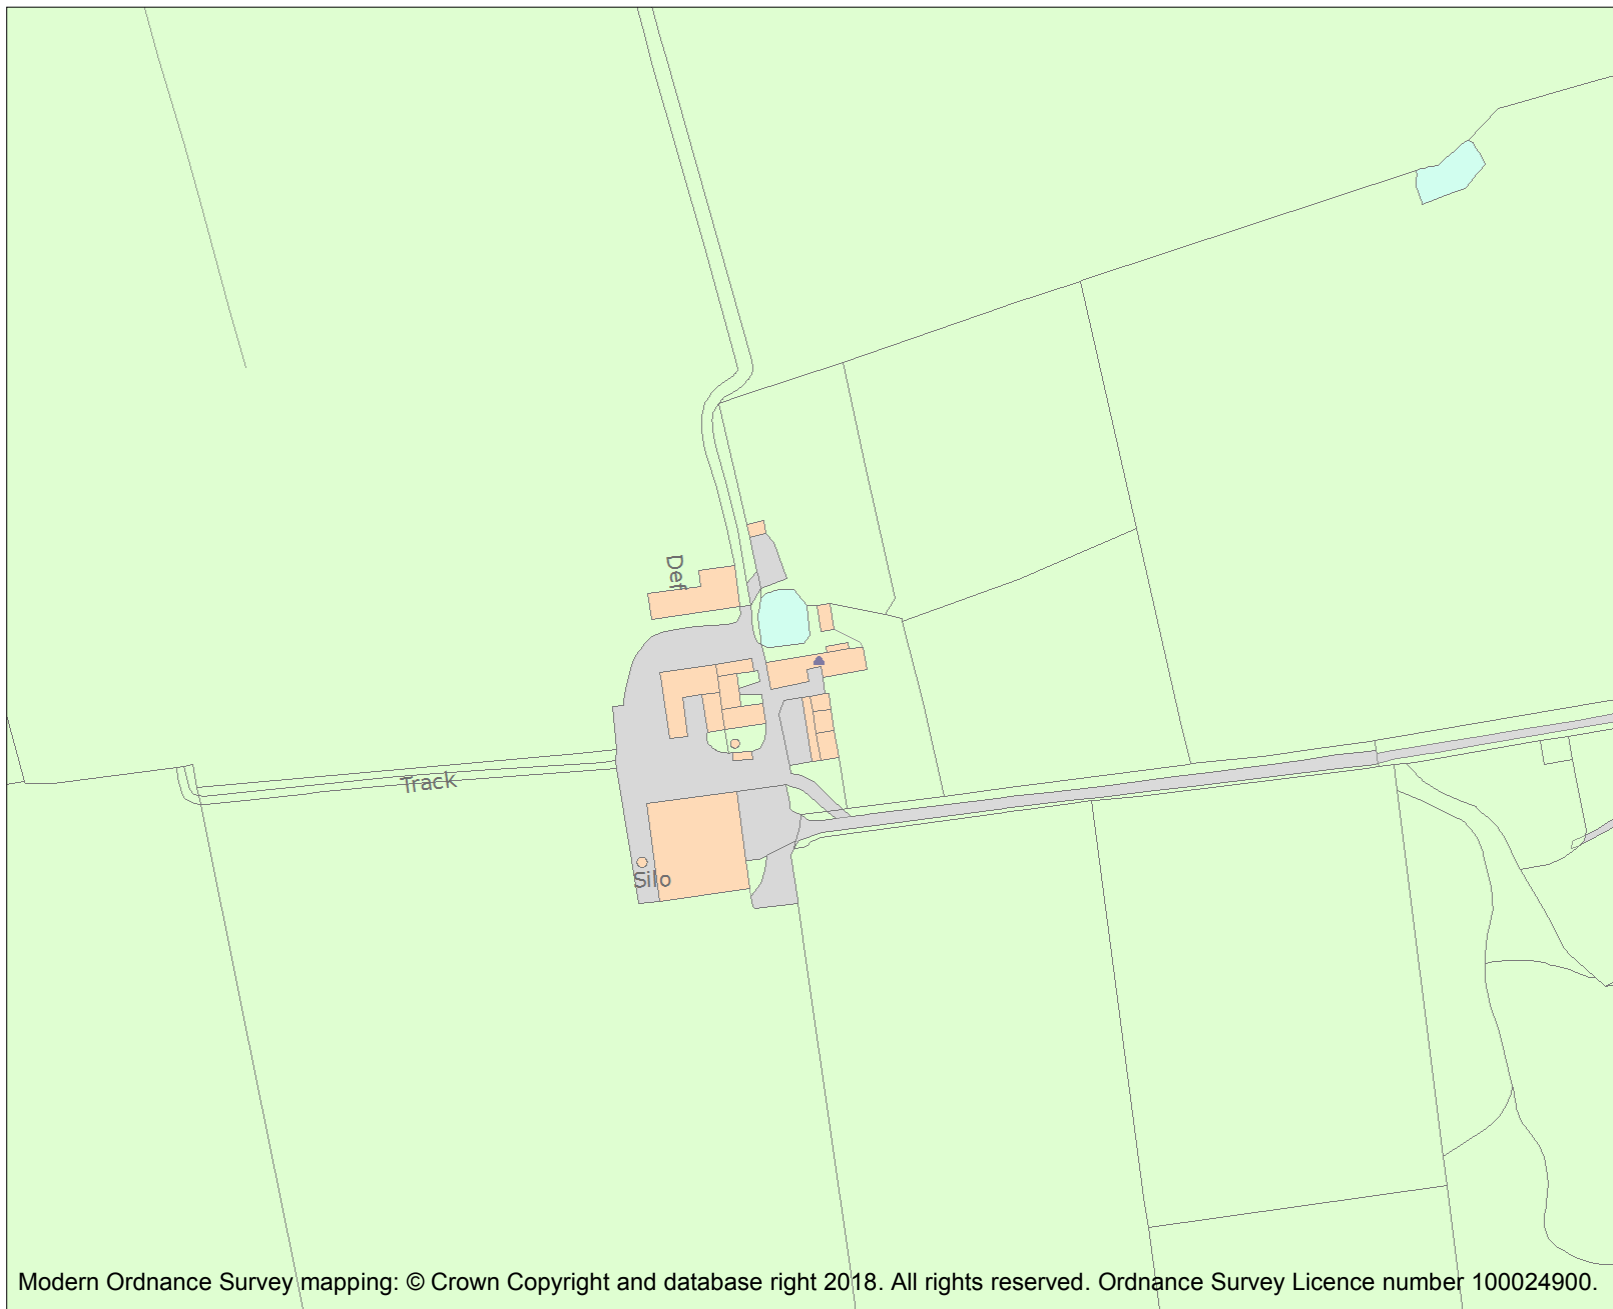 Def
Track
Silo
Modern Ordnance Survey mapping: © Crown Copyright and database right 2018. All rights reserved. Ordnance Survey Licence number 100024900.